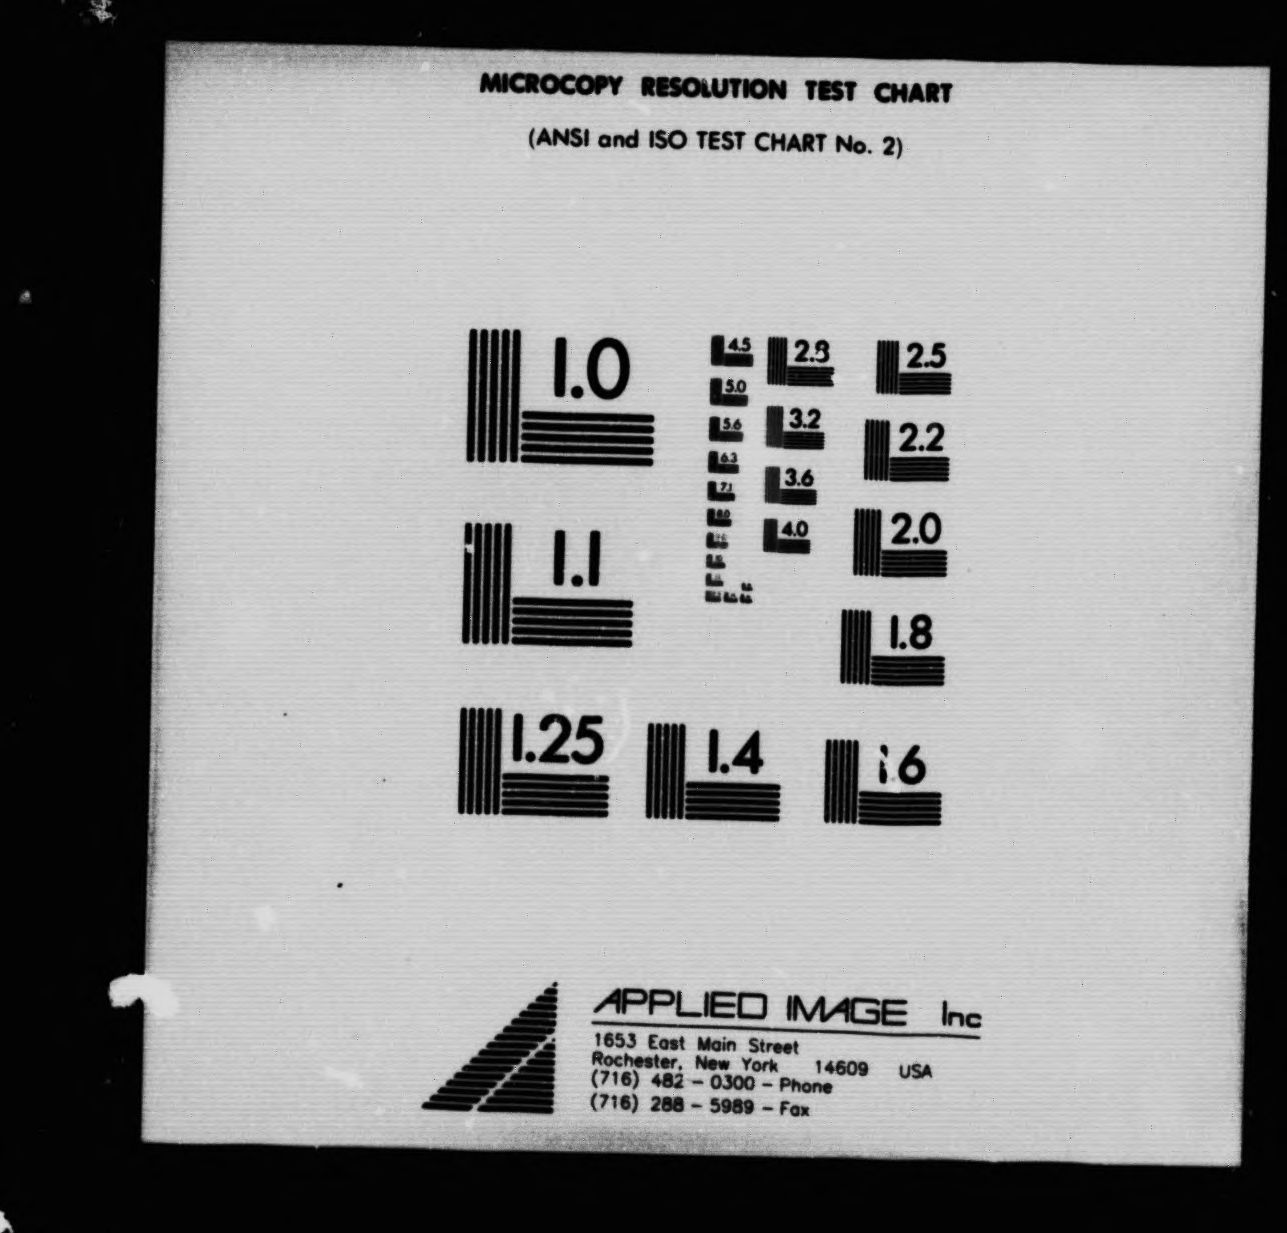 MICROCOPY RESOLUTION TEST CHART
(ANSI and ISO TEST CHART No. 2)
1.0
1.1
1.25
1.4
1.6
1.8
2.0
2.2
2.5
2.8
3.2
3.6
4.0
4.5
5.0
5.6
6.3
7.1
8.0
APPLIED IMAGE Inc
1653 East Main Street
Rochester, New York 14609 USA
(716) 482 - 0300 - Phone
(716) 288 - 5989 - Fax